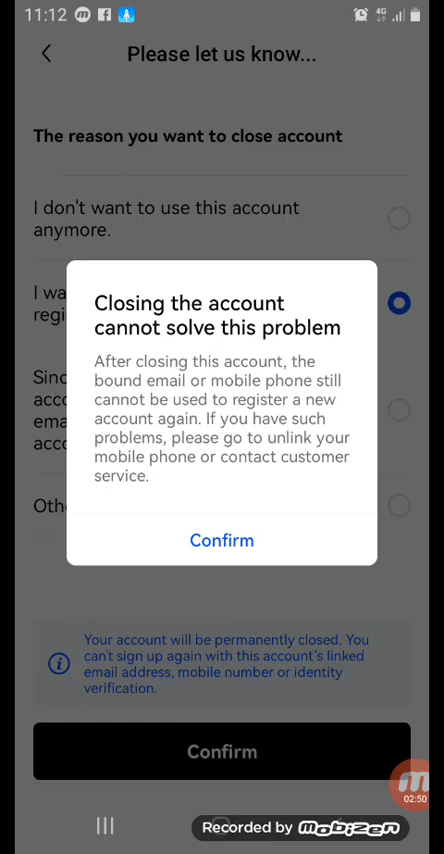 11:12
4G
Please let us know...
The reason you want to close account
I don't want to use this account
anymore.
I wa
regi
Closing the account
cannot solve this problem
After closing this account, the
bound email or mobile phone still
cannot be used to register a new
account again. If you have such
problems, please go to unlink your
mobile phone or contact customer
service.
Confirm
Sinc
acco
ema
acco
Oth
Your account will be permanently closed. You
can't sign up again with this account's linked
email address, mobile number or identity
verification.
Confirm
02:50
Recorded by Mobizen